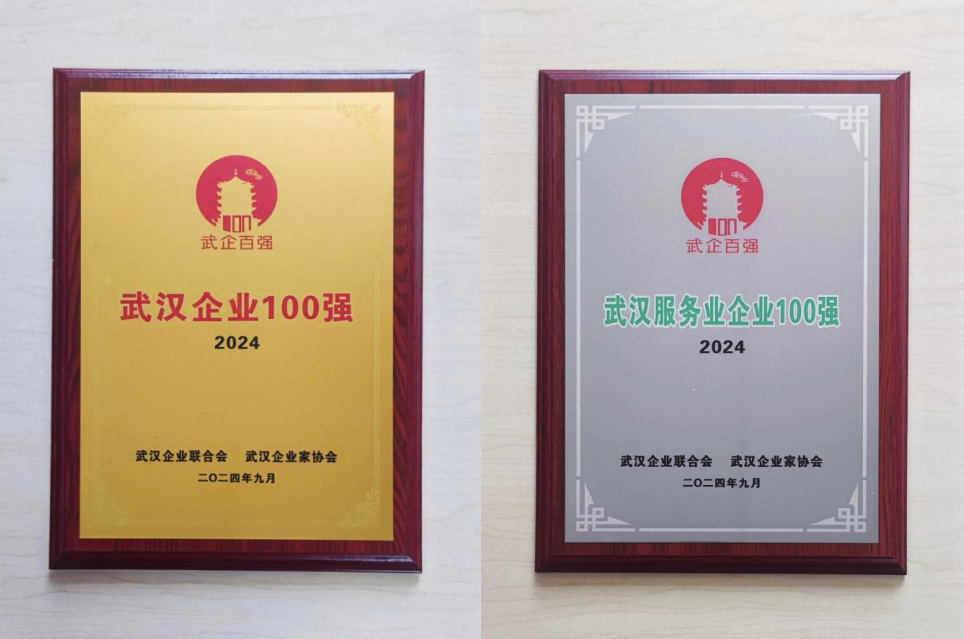 武企百强
武汉企业100强
2024
武汉企业联合会 武汉企业家协会
二〇二四年九月
武企百强
武汉服务业企业100强
2024
武汉企业联合会 武汉企业家协会
二〇二四年九月